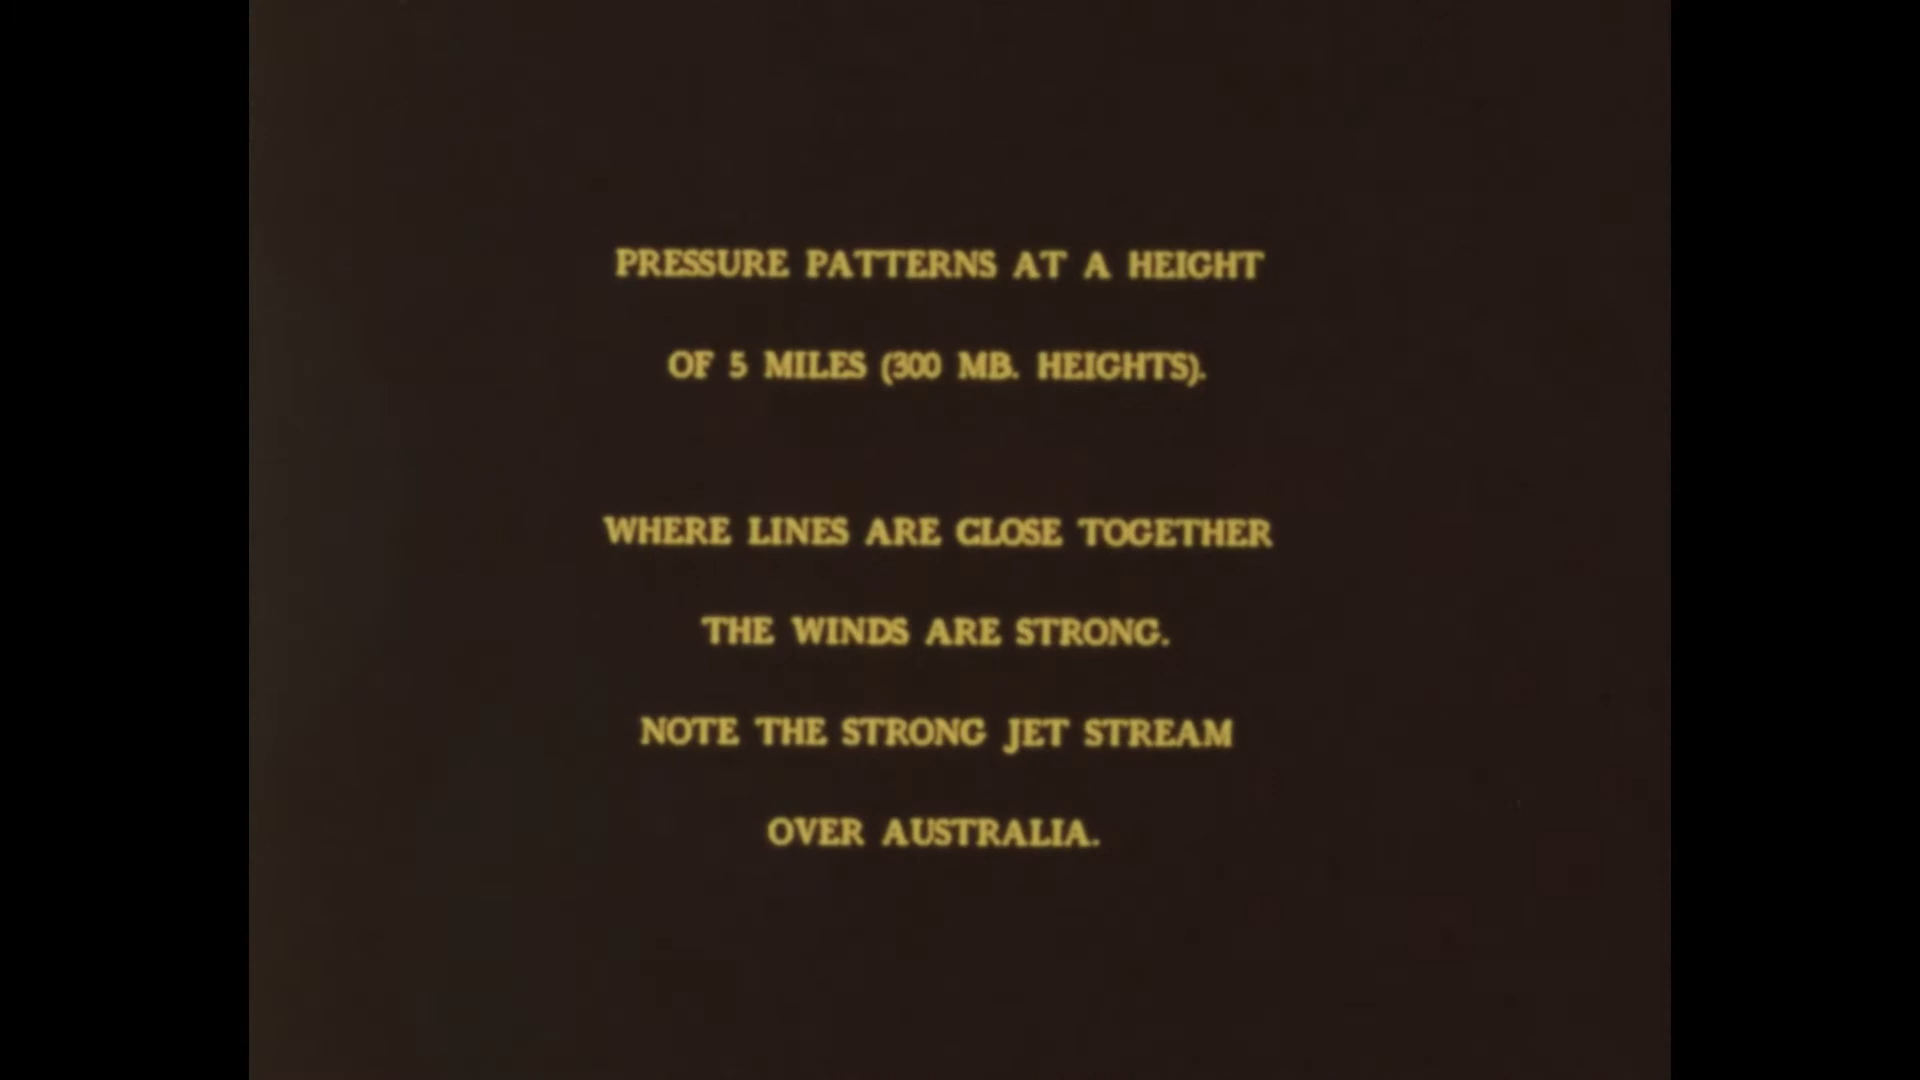 PRESSURE PATTERNS AT A HEIGHT
OF 5 MILES (300 MB. HEIGHTS).
WHERE LINES ARE CLOSE TOGETHER
THE WINDS ARE STRONG.
NOTE THE STRONG JET STREAM
OVER AUSTRALIA.